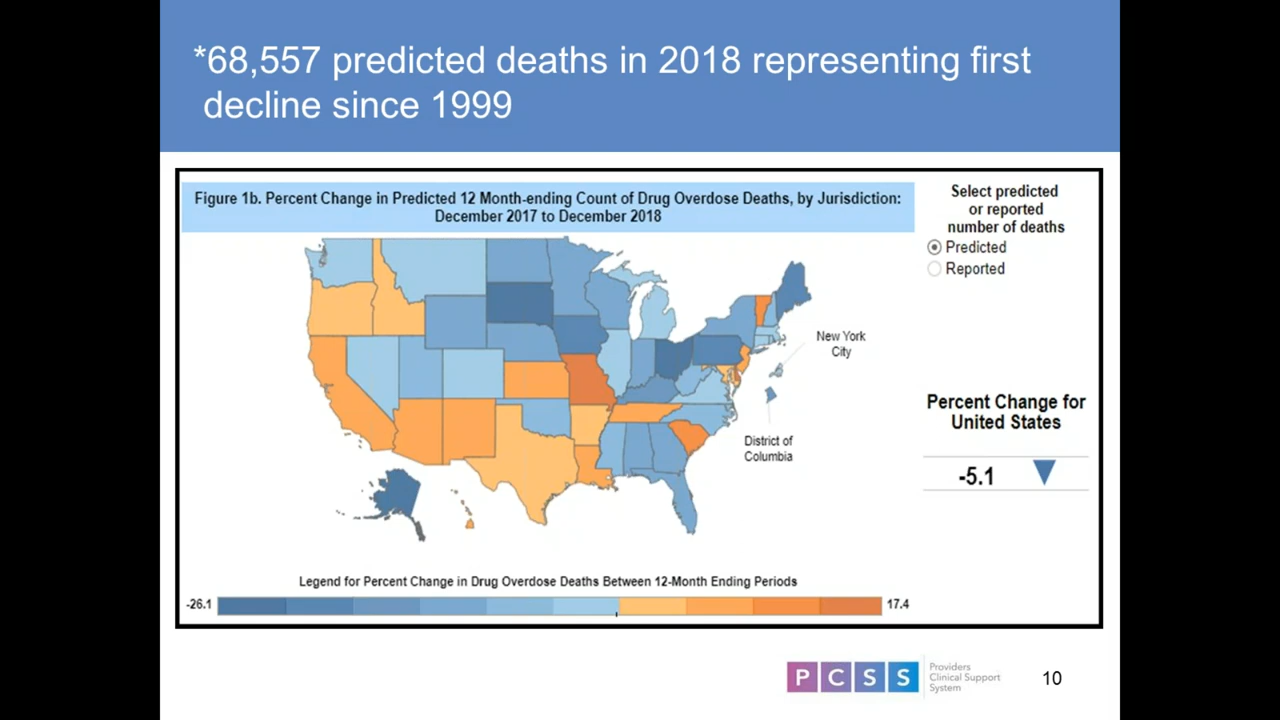 *68,557 predicted deaths in 2018 representing first
decline since 1999
Figure 1b. Percent Change in Predicted 12 Month-ending Count of Drug Overdose Deaths, by Jurisdiction:
December 2017 to December 2018
Select predicted
or reported
number of deaths
Predicted
Reported
New York
City
District of
Columbia
Percent Change for
United States
-5.1
Legend for Percent Change in Drug Overdose Deaths Between 12-Month Ending Periods
-26.1
17.4
PCSS
Providers
Clinical Support
System
10